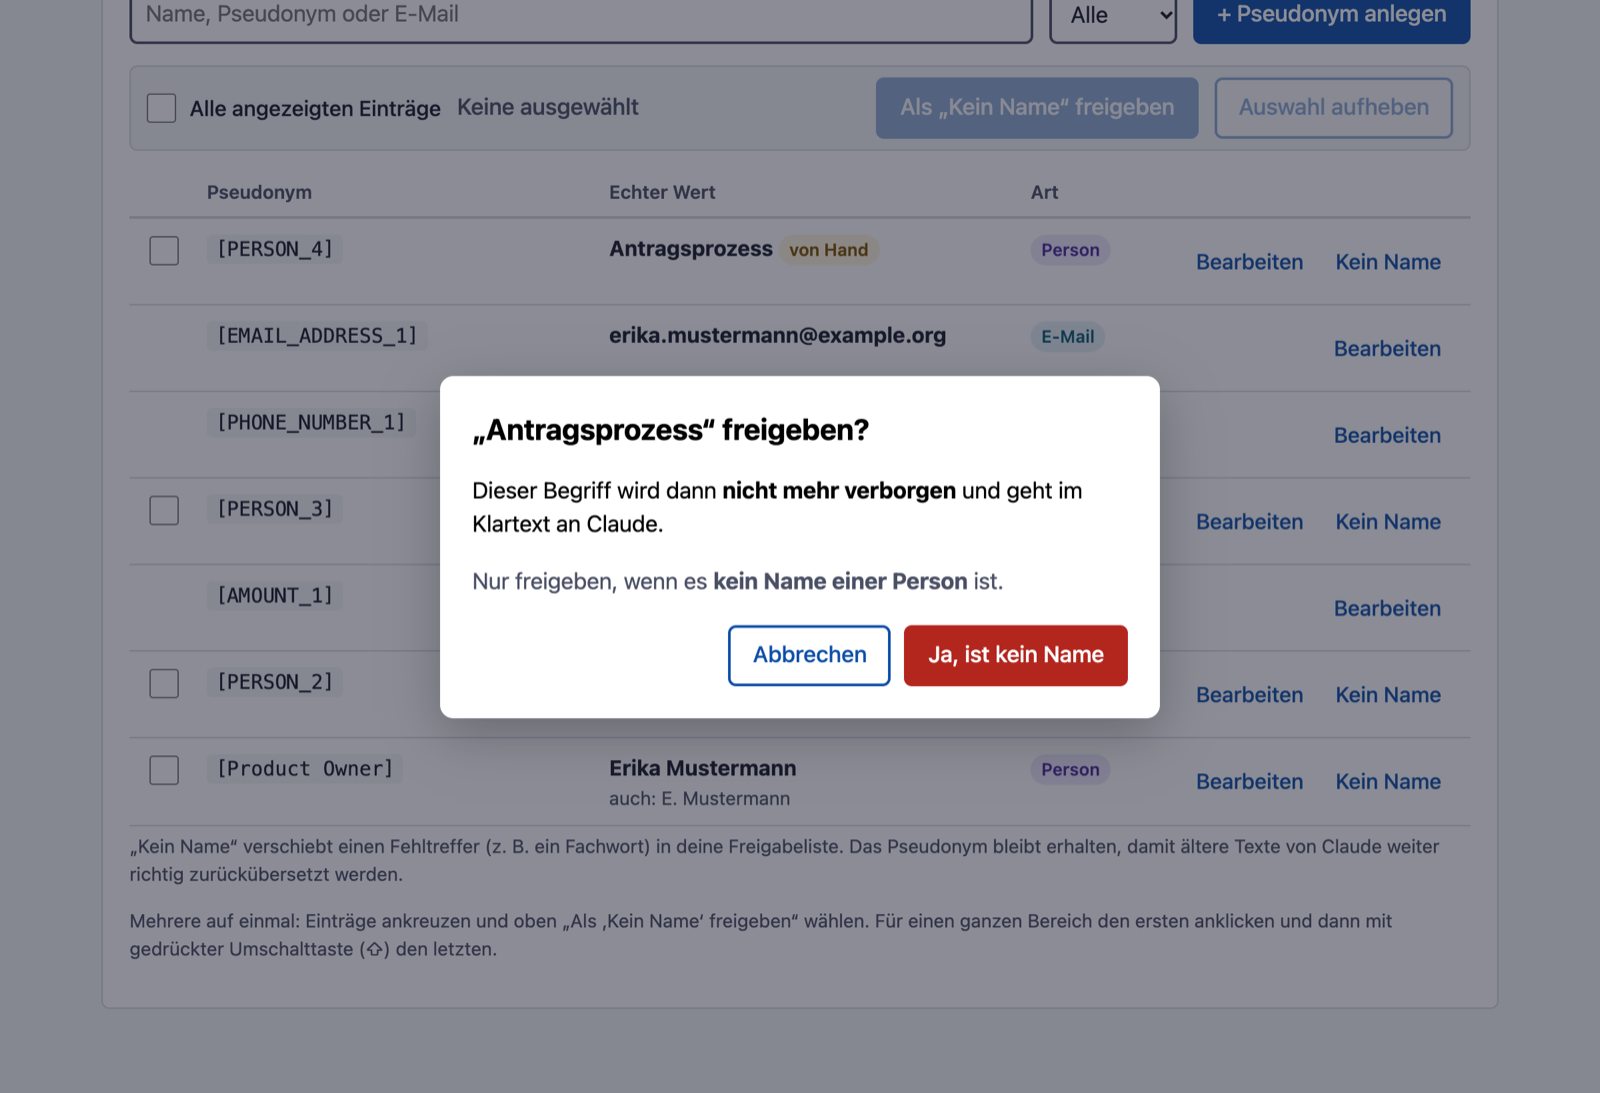 Name, Pseudonym oder E-Mail
Alle
+ Pseudonym anlegen
Alle angezeigten Einträge
Keine ausgewählt
Als „Kein Name“ freigeben
Auswahl aufheben
Pseudonym
Echter Wert
Art
[PERSON_4]
Antragsprozess
von Hand
Person
Bearbeiten
Kein Name
[EMAIL_ADDRESS_1]
erika.mustermann@example.org
E-Mail
Bearbeiten
[PHONE_NUMBER_1]
Bearbeiten
[PERSON_3]
Bearbeiten
Kein Name
[AMOUNT_1]
Bearbeiten
[PERSON_2]
Bearbeiten
Kein Name
[Product Owner]
Erika Mustermann
auch: E. Mustermann
Person
Bearbeiten
Kein Name
„Antragsprozess“ freigeben?
Dieser Begriff wird dann nicht mehr verborgen und geht im
Klartext an Claude.
Nur freigeben, wenn es kein Name einer Person ist.
Abbrechen
Ja, ist kein Name
„Kein Name“ verschiebt einen Fehltreffer (z. B. ein Fachwort) in deine Freigabeliste. Das Pseudonym bleibt erhalten, damit ältere Texte von Claude weiter
richtig zurückübersetzt werden.
Mehrere auf einmal: Einträge ankreuzen und oben „Als ‚Kein Name‘ freigeben“ wählen. Für einen ganzen Bereich den ersten anklicken und dann mit
gedrückter Umschalttaste (⇧) den letzten.